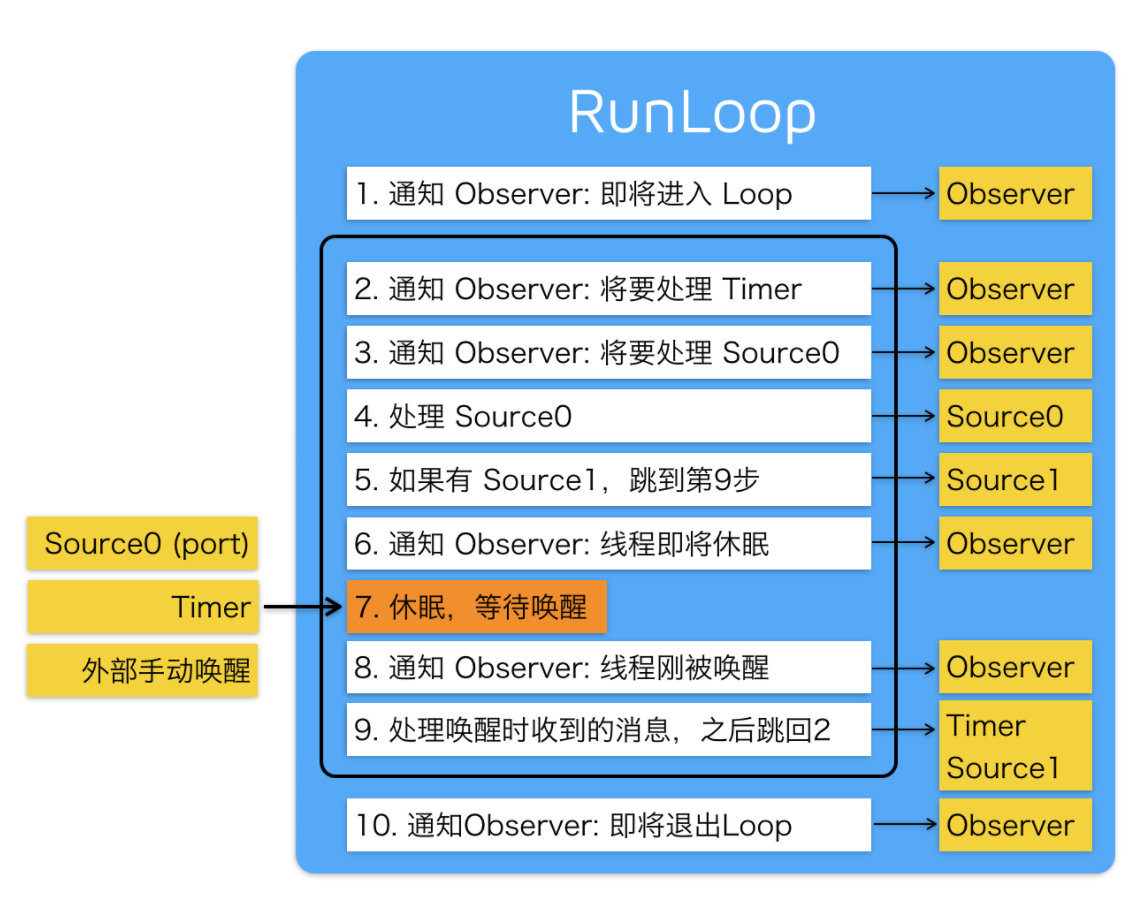 RunLoop
1. 通知 Observer: 即将进入 Loop
Observer
2. 通知 Observer: 将要处理 Timer
Observer
3. 通知 Observer: 将要处理 Source0
Observer
4. 处理 Source0
Source0
5. 如果有 Source1，跳到第9步
Source1
Source0 (port)
6. 通知 Observer: 线程即将休眠
Observer
Timer
7. 休眠，等待唤醒
外部手动唤醒
8. 通知 Observer: 线程刚被唤醒
Observer
9. 处理唤醒时收到的消息，之后跳回2
Timer
Source1
10. 通知Observer: 即将退出Loop
Observer